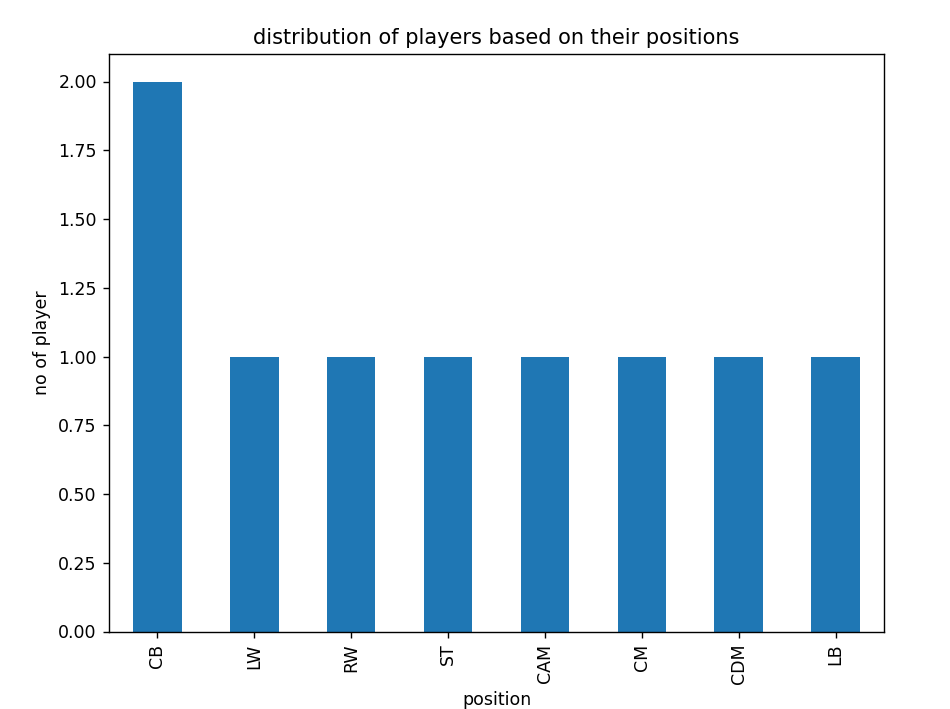 distribution of players based on their positions
2.00
1.75
1.50
1.25
1.00
0.75
0.50
0.25
0.00
no of player
CB
LW
RW
ST
CAM
CM
CDM
LB
position